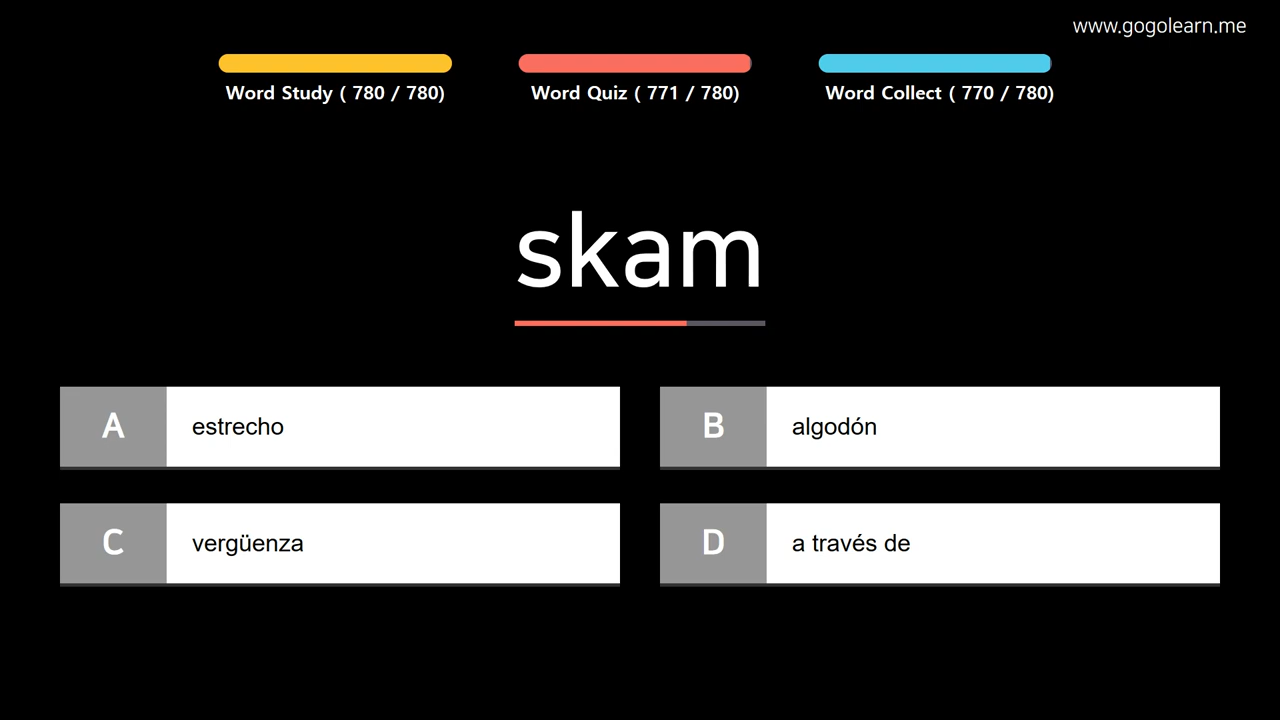 www.gogolearn.me
Word Study ( 780 / 780)
Word Quiz ( 771 / 780)
Word Collect ( 770 / 780)
skam
A estrecho
B algodón
C vergüenza
D a través de